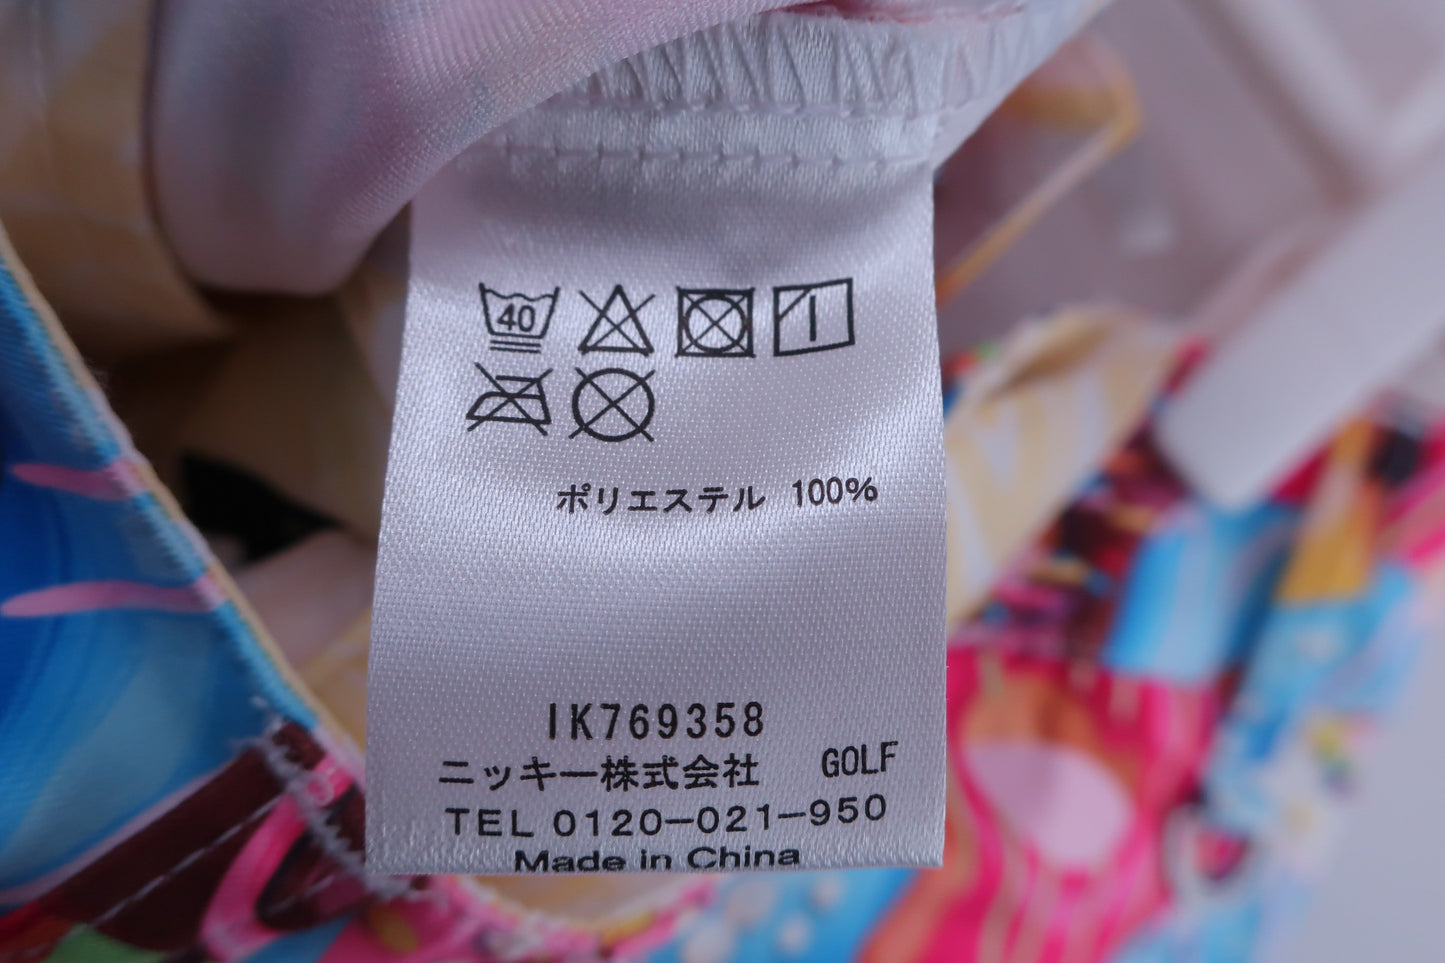 40
ポリエステル 100%
IK769358
ニッキー株式会社 GOLF
TEL 0120-021-950
Made in China